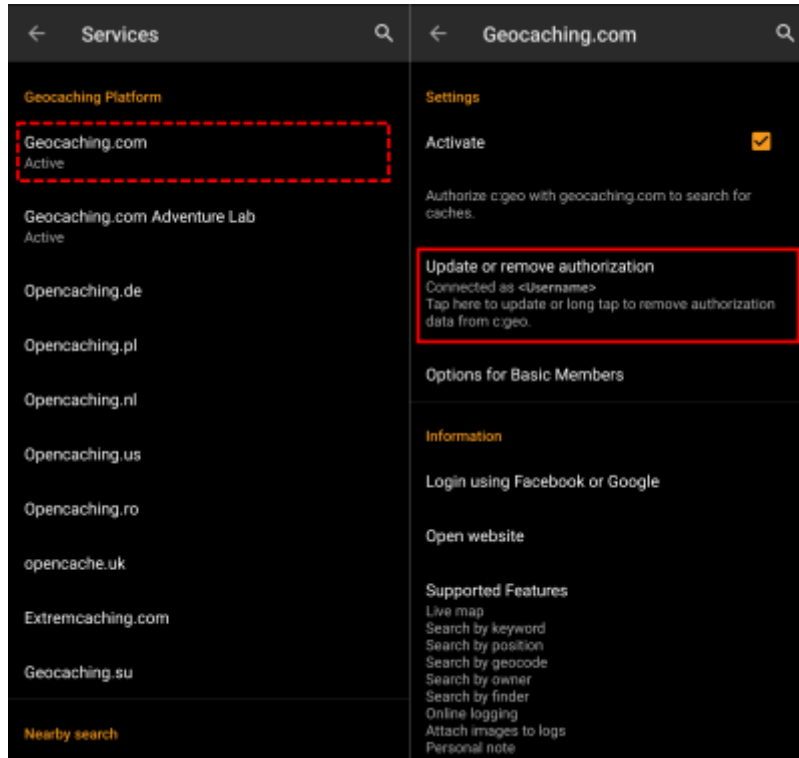 Services
Geocaching Platform
Geocaching.com
Active
Geocaching.com Adventure Lab
Active
Opencaching.de
Opencaching.pl
Opencaching.nl
Opencaching.us
Opencaching.ro
opencache.uk
Extremcaching.com
Geocaching.su
Nearby search
Geocaching.com
Settings
Activate
Authorize c:geo with geocaching.com to search for
caches.
Update or remove authorization
Connected as <Username>
Tap here to update or long tap to remove authorization
data from c:geo.
Options for Basic Members
Information
Login using Facebook or Google
Open website
Supported Features
Live map
Search by keyword
Search by position
Search by geocode
Search by owner
Search by finder
Online logging
Attach images to logs
Personal note